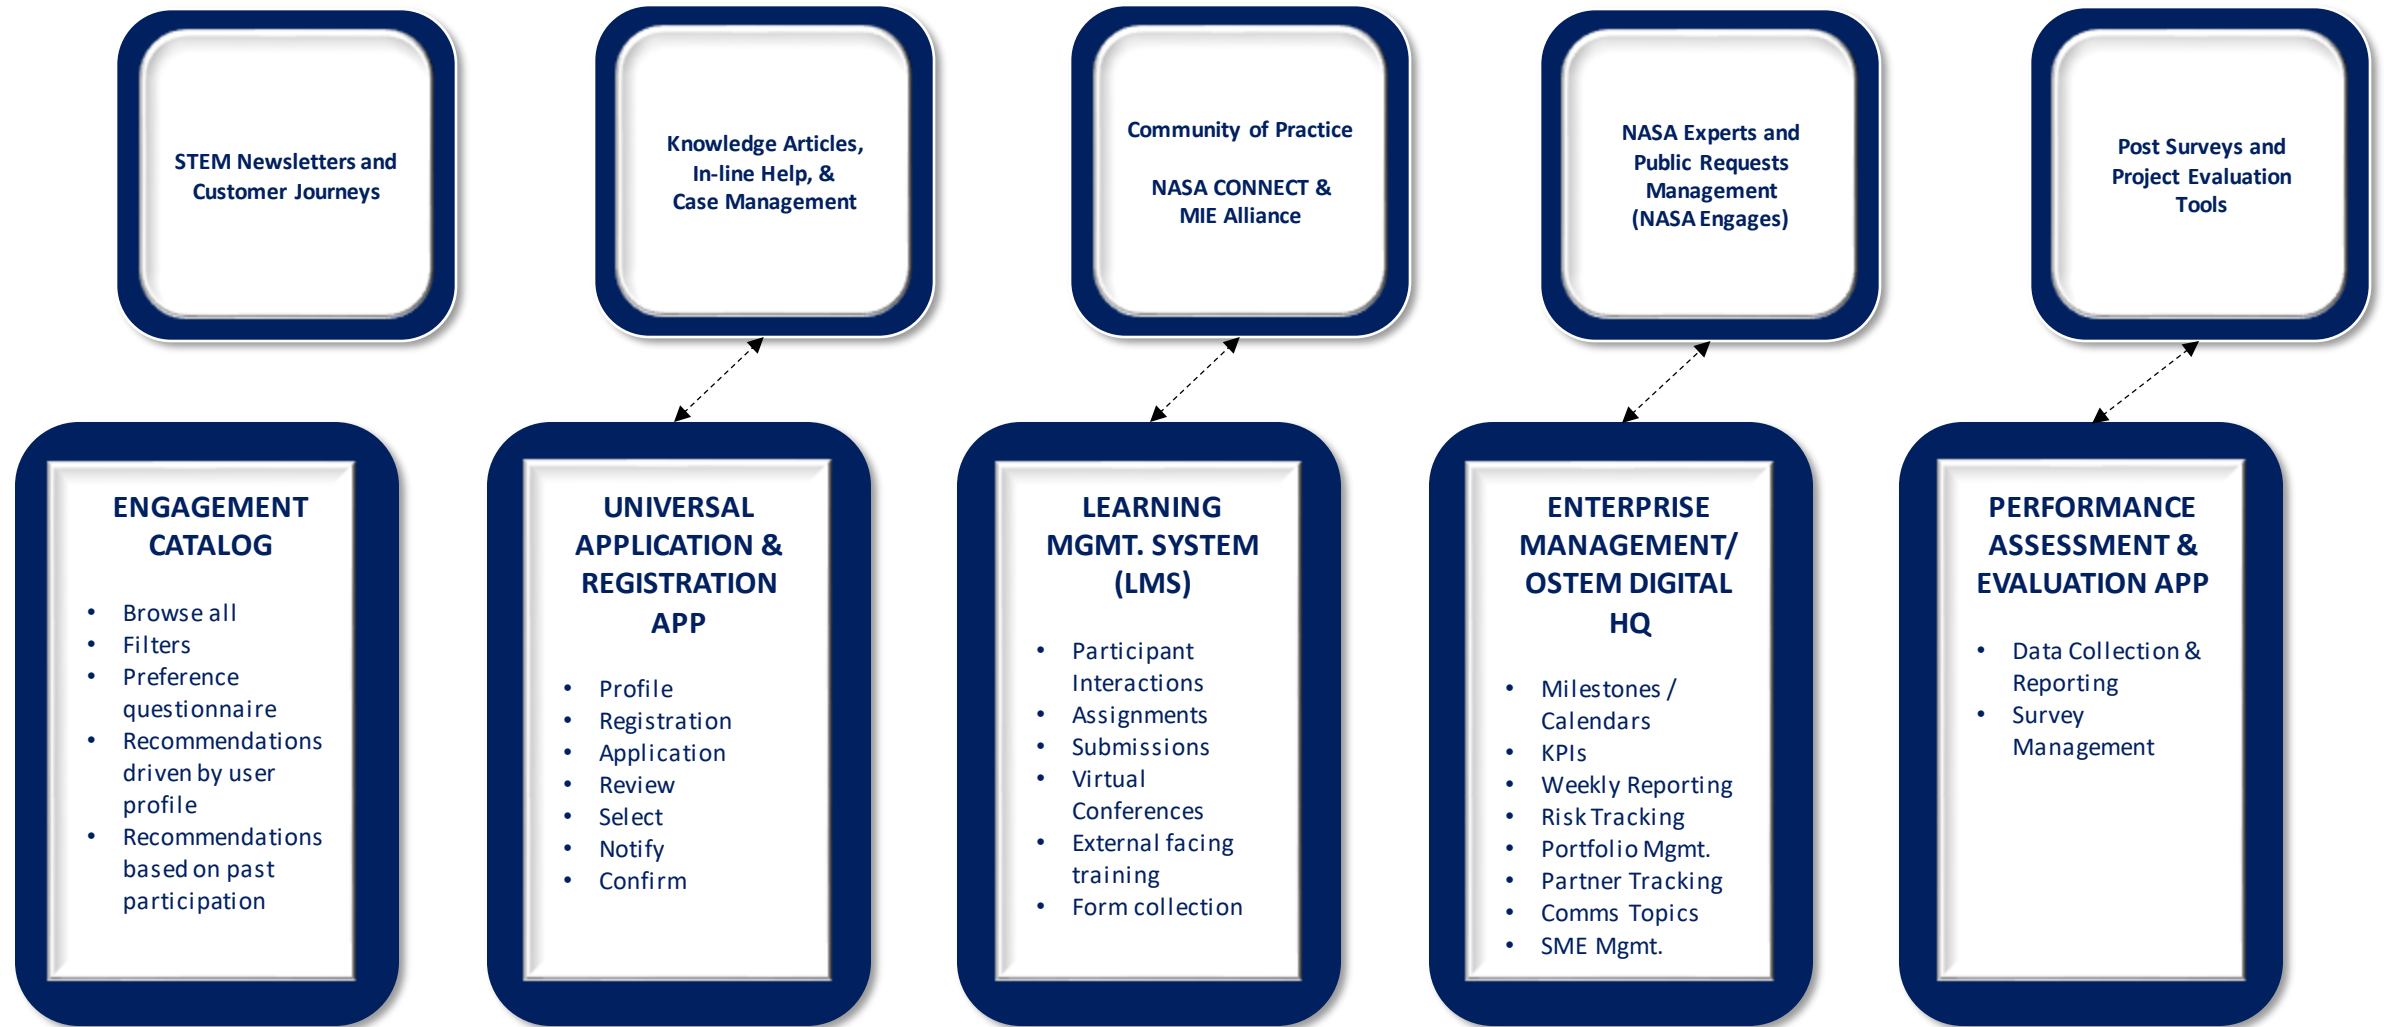 STEM Newsletters and
Customer Journeys
Knowledge Articles,
In-line Help, &
Case Management
Community of Practice
NASA CONNECT &
MIE Alliance
NASA Experts and
Public Requests
Management
(NASA Engages)
Post Surveys and
Project Evaluation
Tools
ENGAGEMENT
CATALOG
• Browse all
• Filters
• Preference
questionnaire
• Recommendations
driven by user
profile
• Recommendations
based on past
participation
UNIVERSAL
APPLICATION &
REGISTRATION
APP
• Profile
• Registration
• Application
• Review
• Select
• Notify
• Confirm
LEARNING
MGMT. SYSTEM
(LMS)
• Participant
Interactions
• Assignments
• Submissions
• Virtual
Conferences
• External facing
training
• Form collection
ENTERPRISE
MANAGEMENT/
OSTEM DIGITAL
HQ
• Milestones /
Calendars
• KPIs
• Weekly Reporting
• Risk Tracking
• Portfolio Mgmt.
• Partner Tracking
• Comms Topics
• SME Mgmt.
PERFORMANCE
ASSESSMENT &
EVALUATION APP
• Data Collection &
Reporting
• Survey
Management